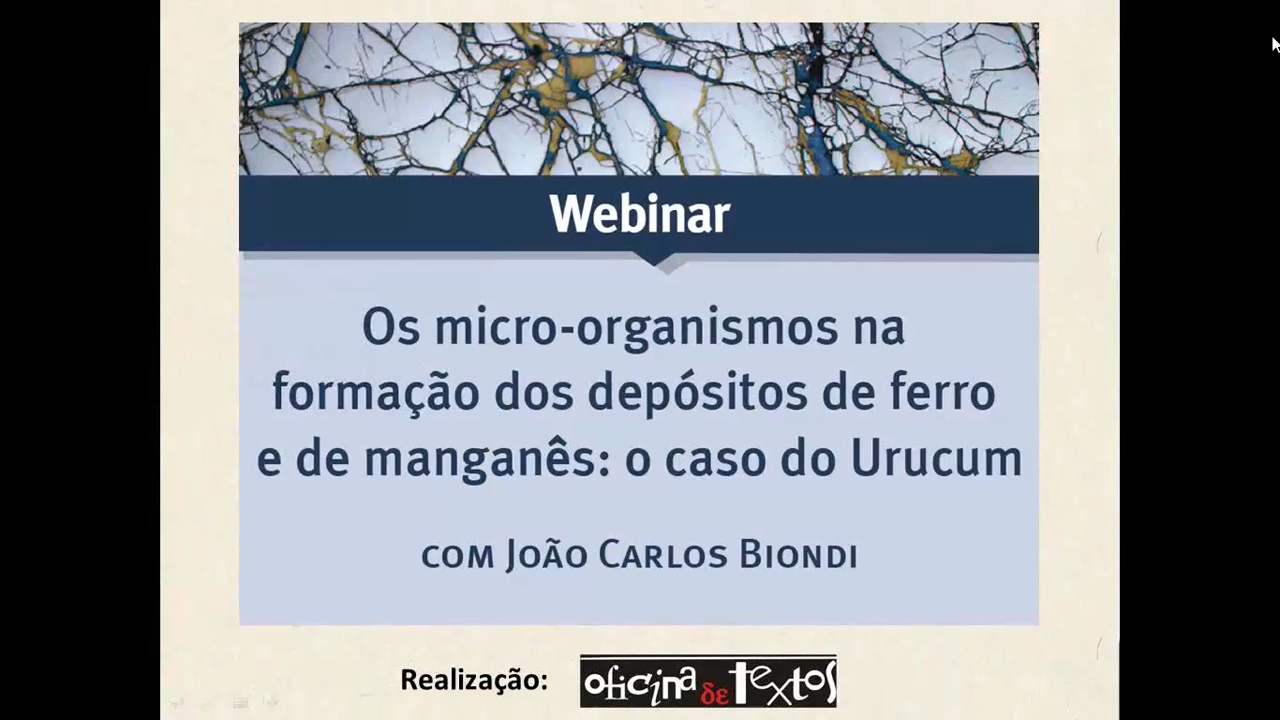 Webinar
Os micro-organismos na
formação dos depósitos de ferro
e de manganês: o caso do Urucum
COM JOÃO CARLOS BIONDI
Realização: oficina de textos